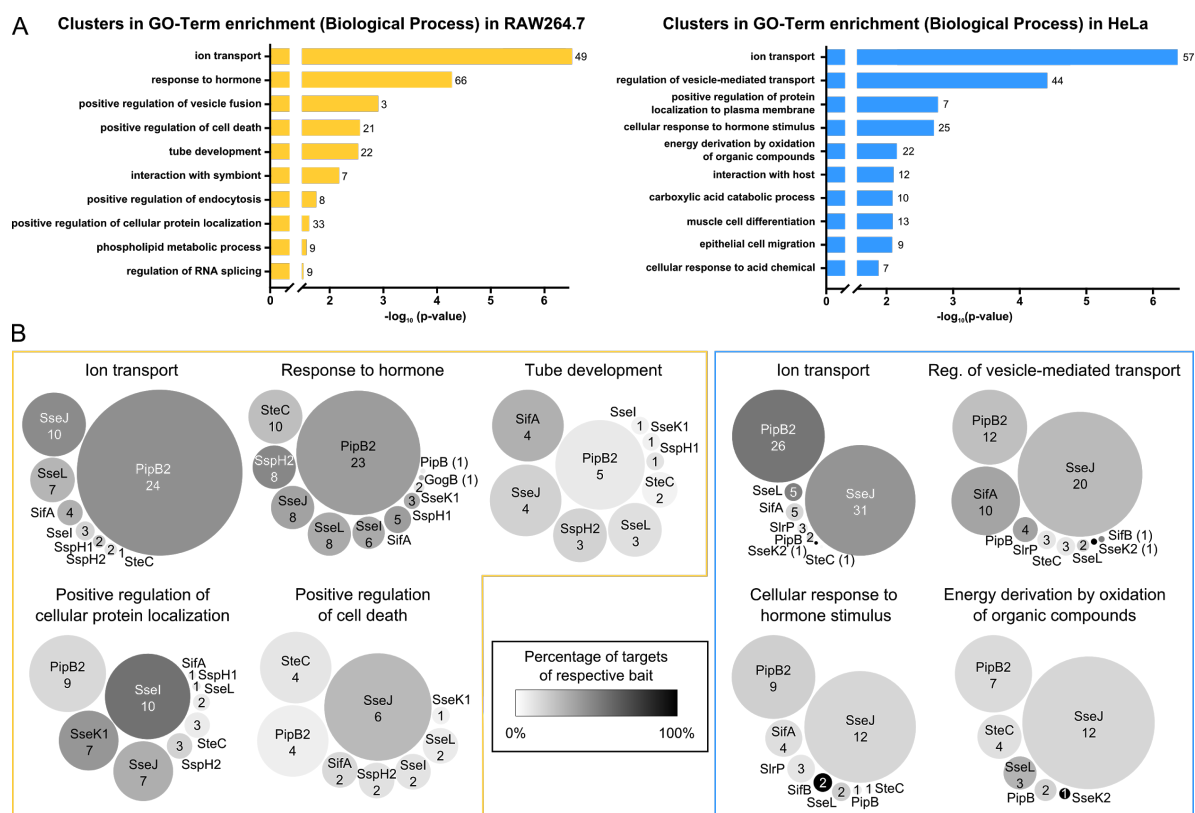 A
Clusters in GO-Term enrichment (Biological Process) in RAW264.7
ion transport
49
response to hormone
66
positive regulation of vesicle fusion
3
positive regulation of cell death
21
tube development
22
interaction with symbiont
7
positive regulation of endocytosis
8
positive regulation of cellular protein localization
33
phospholipid metabolic process
9
regulation of RNA splicing
9
0 2 3 4 5 6
-log₁₀ (p-value)
Clusters in GO-Term enrichment (Biological Process) in HeLa
ion transport
57
regulation of vesicle-mediated transport
44
positive regulation of protein
localization to plasma membrane
7
cellular response to hormone stimulus
25
energy derivation by oxidation
of organic compounds
22
interaction with host
12
carboxylic acid catabolic process
10
muscle cell differentiation
13
epithelial cell migration
9
cellular response to acid chemical
7
0 2 3 4 5 6
-log₁₀(p-value)
B
Ion transport
SseJ
10
PipB2
24
SseL
7
SifA
4
SseI
3
SspH1
2
SspH2
2
1
SteC
Response to hormone
SteC
10
PipB2
23
SspH2
8
SseJ
8
SseL
8
SseI
6
5
SifA
SspH1
3
SseK1
2
GogB (1)
PipB (1)
Tube development
SifA
4
PipB2
5
SseJ
4
SspH2
3
SseL
3
SteC
2
SspH1
1
SseK1
1
SseI
1
Positive regulation of
cellular protein localization
PipB2
9
SseI
10
SseK1
7
SseJ
7
SifA
1
SspH1
1
SseL
2
3
SteC
3
SspH2
Positive regulation
of cell death
SteC
4
SseJ
6
PipB2
4
SifA
2
SspH2
2
SseI
2
SseL
2
SseK1
1
Percentage of targets
of respective bait
0% 100%
Ion transport
PipB2
26
SseJ
31
SseL
5
SifA
5
SlrP
3
PipB
2
SseK2 (1)
SteC (1)
Reg. of vesicle-mediated transport
PipB2
12
SseJ
20
SifA
10
4
PipB
3
SlrP
3
SteC
2
SseL
SseK2 (1)
SifB (1)
Cellular response to
hormone stimulus
PipB2
9
SseJ
12
SifA
4
SlrP
3
SifB
2
SseL
2
1
PipB
1
SteC
Energy derivation by oxidation
of organic compounds
PipB2
7
SseJ
12
SteC
4
SseL
3
PipB
2
1
SseK2